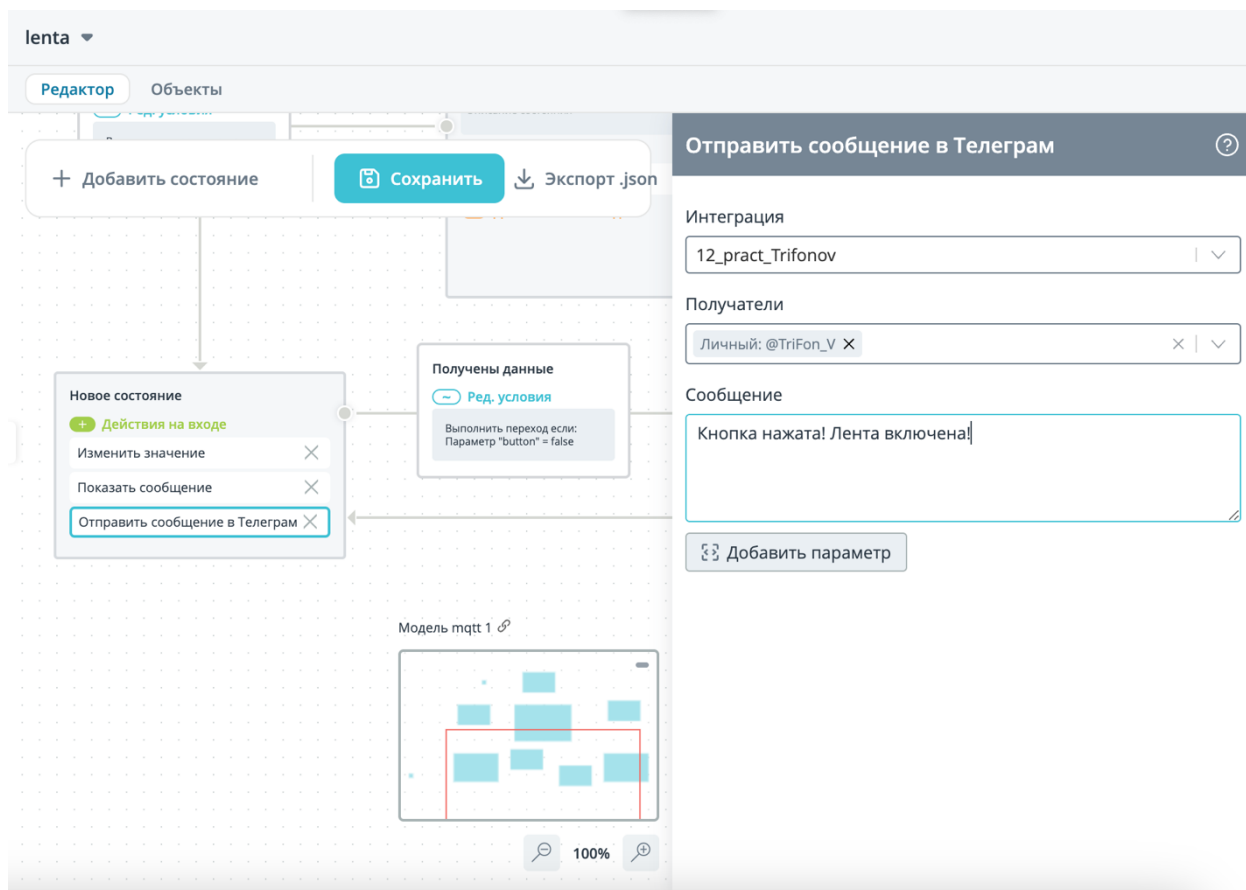 lenta
Редактор
Объекты
Ред. условия
+ Добавить состояние
Сохранить
Экспорт .json
Отправить сообщение в Телеграм
?
Интеграция
12_pract_Trifonov
Получатели
Личный: @TriFon_V
Сообщение
Кнопка нажата! Лента включена!
Добавить параметр
Новое состояние
+ Действия на входе
Изменить значение
Показать сообщение
Отправить сообщение в Телеграм
Получены данные
~ Ред. условия
Выполнить переход если:
Параметр "button" = false
Модель mqtt 1
100%